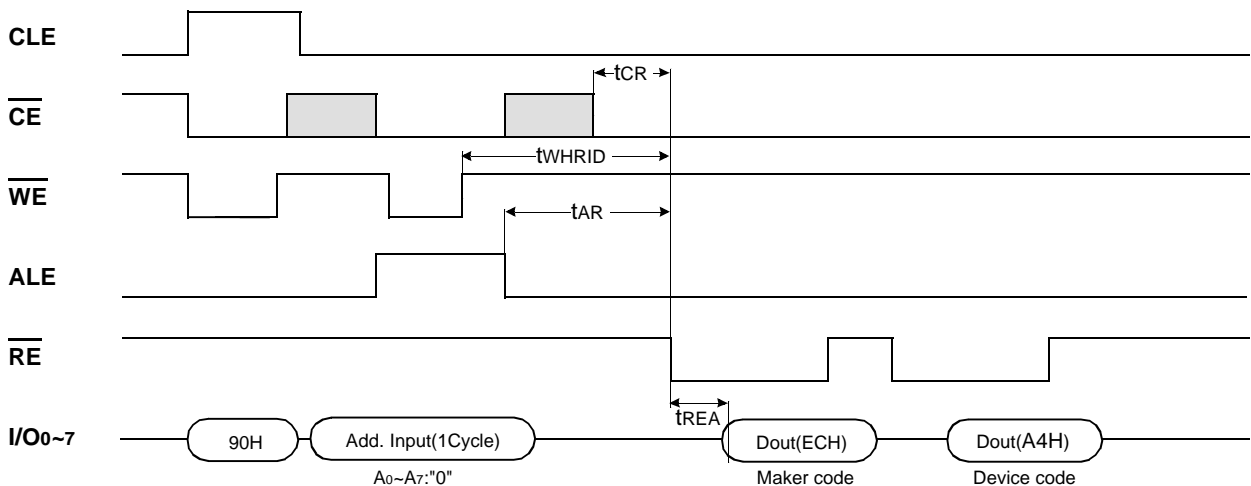 CLE
tCR
CE
tWHRID
WE
tAR
ALE
RE
tREA
I/O0~7
90H
Add. Input(1Cycle)
Dout(ECH)
Dout(A4H)
A0~A7:"0"
Maker code
Device code